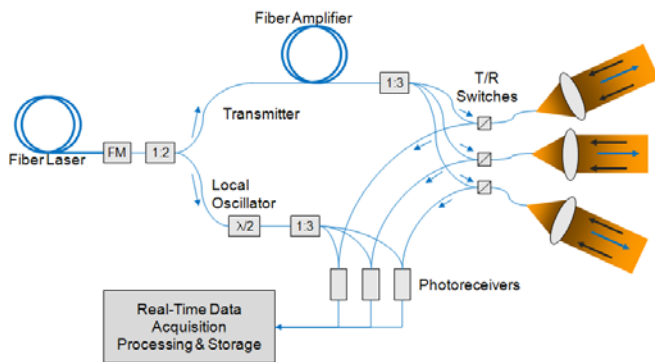 Fiber Amplifier
1:3
T/R
Switches
Transmitter
Fiber Laser
FM
1:2
Local
Oscillator
λ/2
1:3
Photoreceivers
Real-Time Data
Acquisition
Processing & Storage